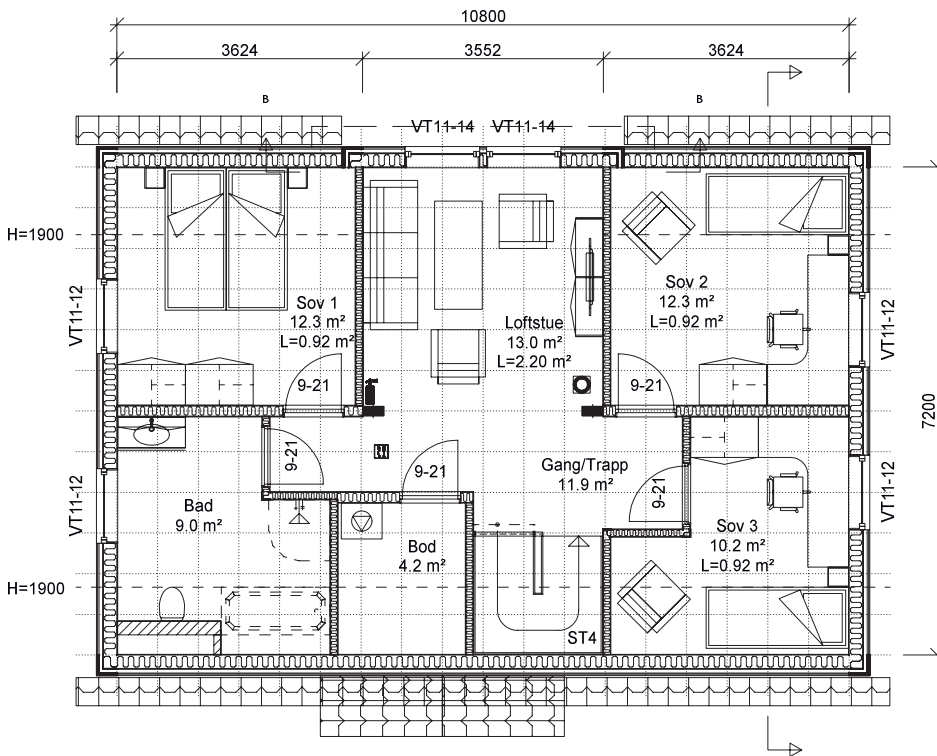 10800
3624
3552
3624
B
B
VT11-14
VT11-14
H=1900
VT11-12
Sov 1
12.3 m²
L=0.92 m²
Loftstue
13.0 m²
L=2.20 m²
Sov 2
12.3 m²
L=0.92 m²
VT11-12
9-21
9-21
7200
9-21
9-21
Gang/Trapp
11.9 m²
9-21
VT11-12
Bad
9.0 m²
Bod
4.2 m²
Sov 3
10.2 m²
L=0.92 m²
VT11-12
H=1900
ST4